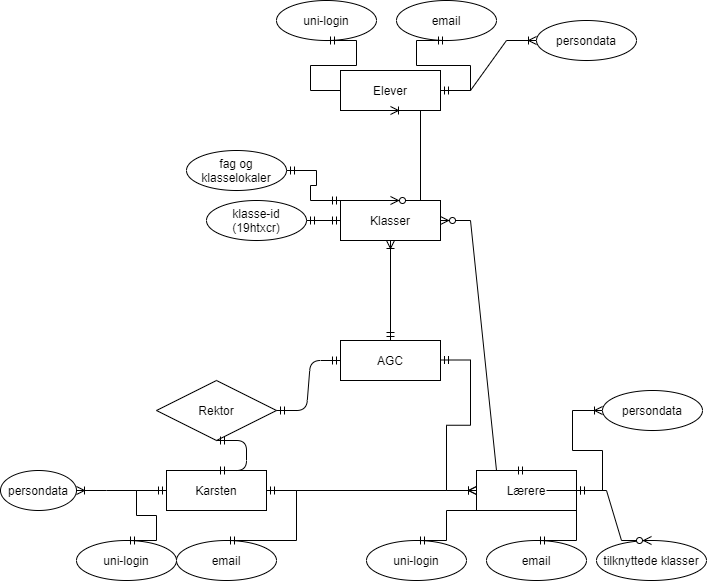 uni-login
email
persondata
Elever
fag og
klasselokaler
klasse-id
(19htxcr)
Klasser
AGC
Rektor
persondata
persondata
Karsten
Lærere
uni-login
email
uni-login
email
tilknyttede klasser